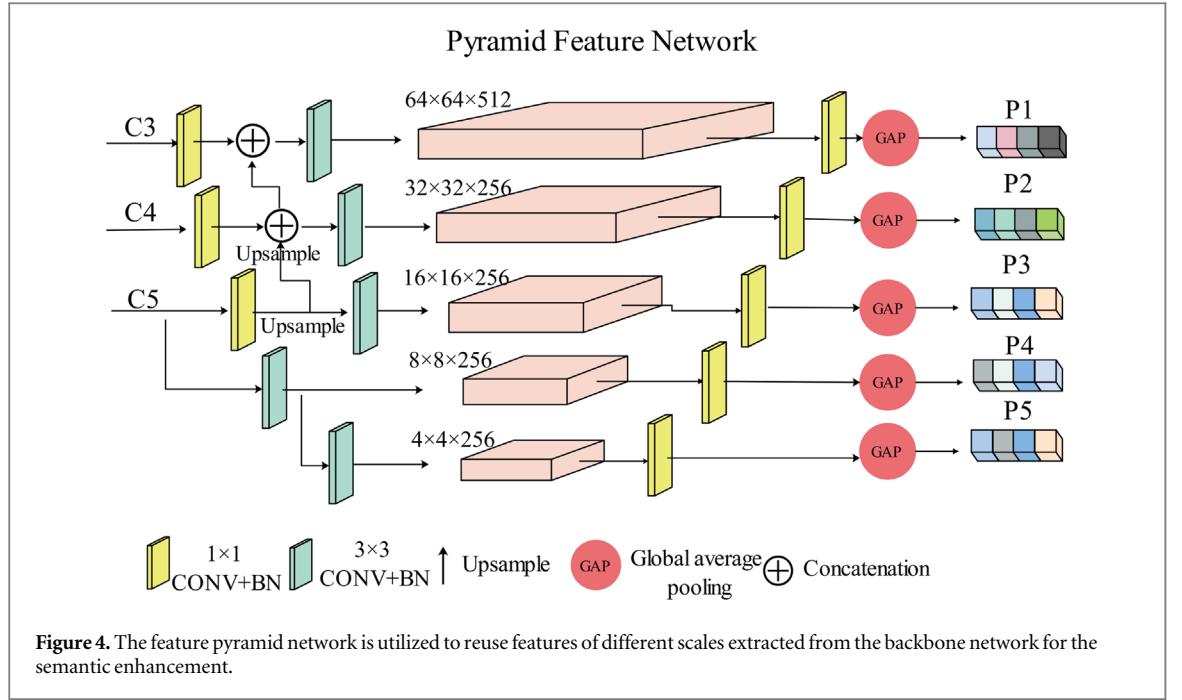 Pyramid Feature Network
C3
64×64×512
GAP
P1
C4
32×32×256
GAP
P2
Upsample
C5
16×16×256
GAP
P3
Upsample
8×8×256
GAP
P4
4×4×256
GAP
P5
1×1
CONV+BN
3×3
CONV+BN
Upsample
GAP
Global average
pooling
Concatenation
Figure 4. The feature pyramid network is utilized to reuse features of different scales extracted from the backbone network for the
semantic enhancement.